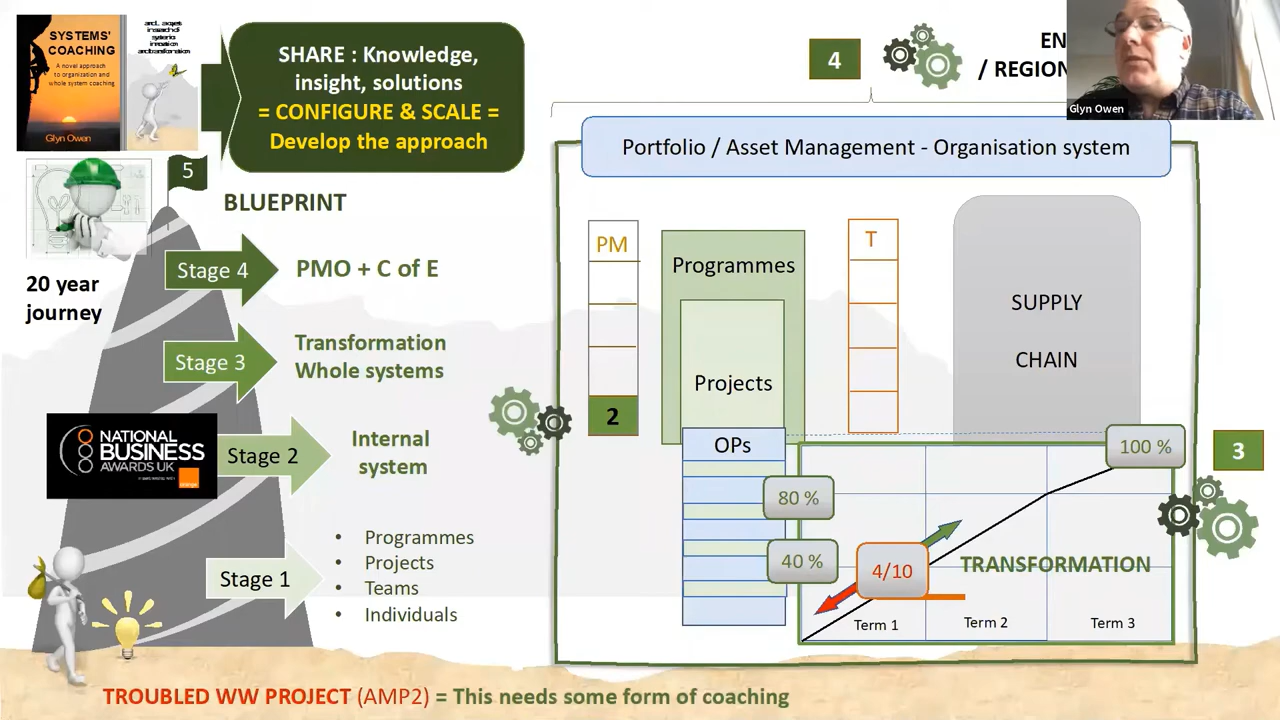 SYSTEMS'
COACHING
A novel approach
to organization and
whole system coaching
Glyn Owen
SHARE : Knowledge,
insight, solutions
= CONFIGURE & SCALE =
Develop the approach
5
BLUEPRINT
20 year
journey
Stage 4
PMO + C of E
Stage 3
Transformation
Whole systems
NATIONAL
BUSINESS
AWARDS UK
orange
Stage 2
Internal
system
Stage 1
• Programmes
• Projects
• Teams
• Individuals
4
EN
/ REGION
Glyn Owen
Portfolio / Asset Management - Organisation system
PM
2
Programmes
Projects
OPs
T
SUPPLY
CHAIN
100 %
80 %
40 %
3
4/10
TRANSFORMATION
Term 1
Term 2
Term 3
TROUBLED WW PROJECT (AMP2) = This needs some form of coaching